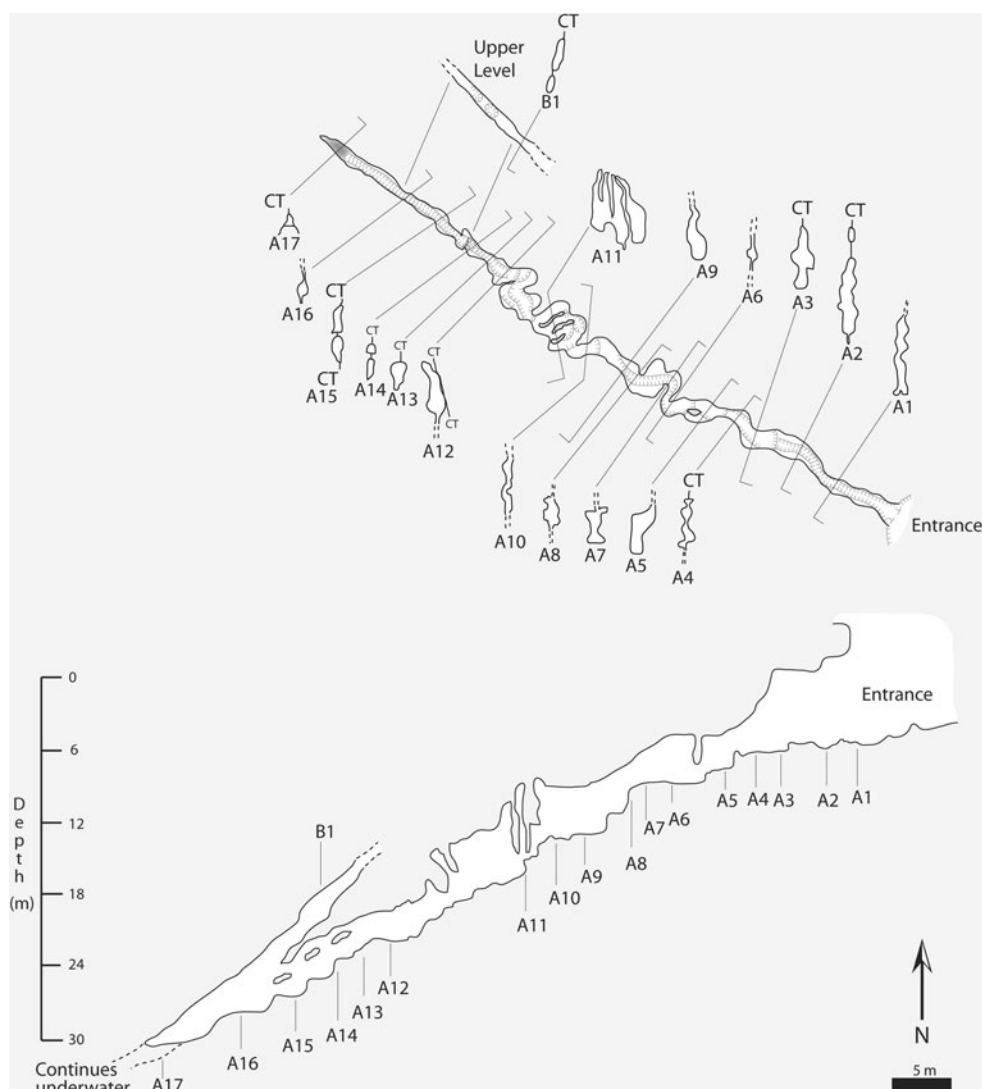 CT
Upper
Level
B1
CT
A17
A16
CT
CT
A15
CT
A14
CT
A13
CT
CT
A12
A11
A9
A6
CT
A3
CT
A2
A1
A10
A8
A7
A5
CT
A4
Entrance
0
6
12
18
24
30
Depth
(m)
Entrance
A1
A2
A3
A4
A5
A6
A7
A8
A9
A10
A11
B1
A12
A13
A14
A15
A16
A17
Continues
underwater
N
5 m